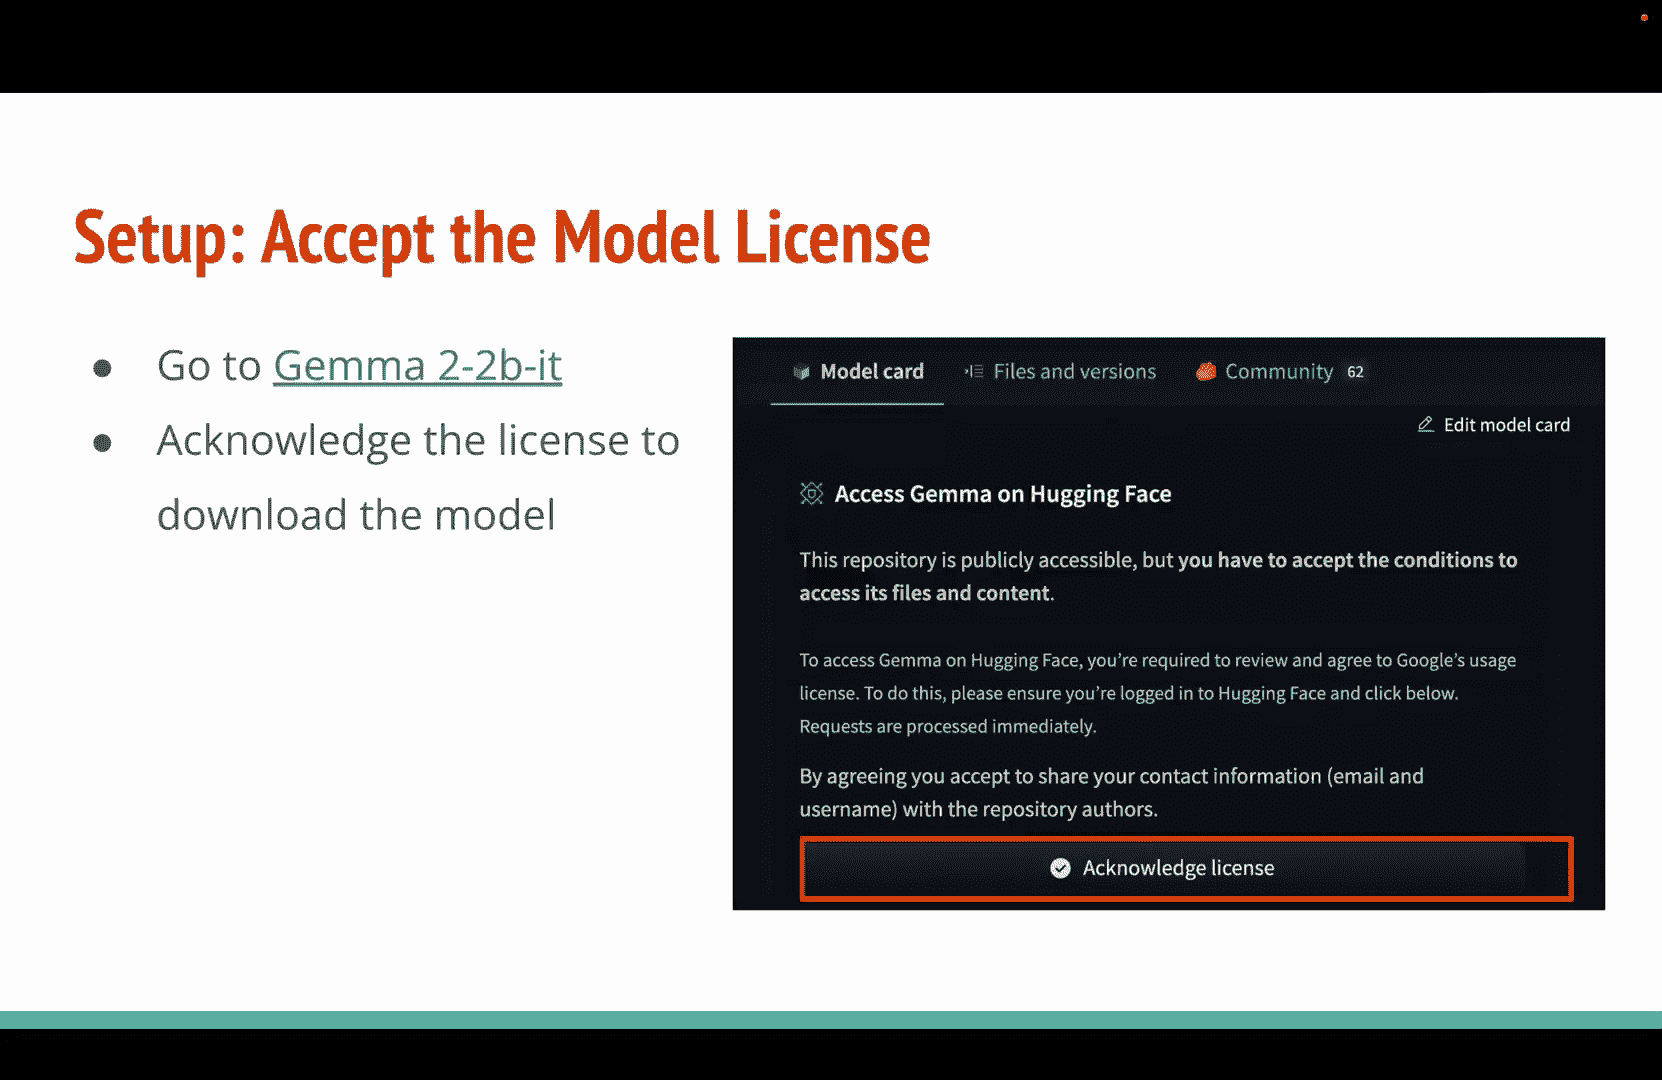 Setup: Accept the Model License
● Go to Gemma 2-2b-it
● Acknowledge the license to
download the model
Model card Files and versions Community 62
Edit model card
Access Gemma on Hugging Face
This repository is publicly accessible, but you have to accept the conditions to
access its files and content.
To access Gemma on Hugging Face, you're required to review and agree to Google's usage
license. To do this, please ensure you're logged in to Hugging Face and click below.
Requests are processed immediately.
By agreeing you accept to share your contact information (email and
username) with the repository authors.
Acknowledge license